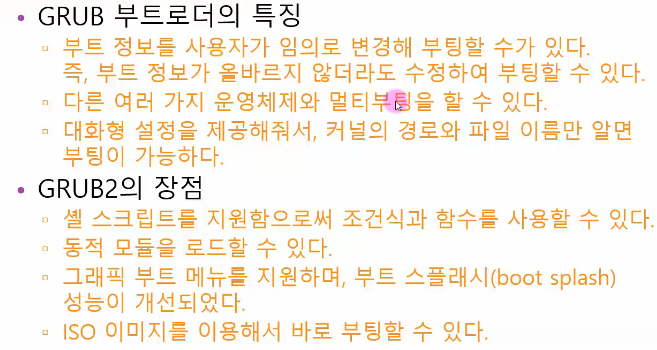 GRUB 부트로더의 특징
부트 정보를 사용자가 임의로 변경해 부팅할 수가 있다.
즉, 부트 정보가 올바르지 않더라도 수정하여 부팅할 수 있다.
다른 여러 가지 운영체제와 멀티부팅을 할 수 있다.
대화형 설정을 제공해줘서, 커널의 경로와 파일 이름만 알면
부팅이 가능하다.
GRUB2의 장점
셸 스크립트를 지원함으로써 조건식과 함수를 사용할 수 있다.
동적 모듈을 로드할 수 있다.
그래픽 부트 메뉴를 지원하며, 부트 스플래시(boot splash)
성능이 개선되었다.
ISO 이미지를 이용해서 바로 부팅할 수 있다.